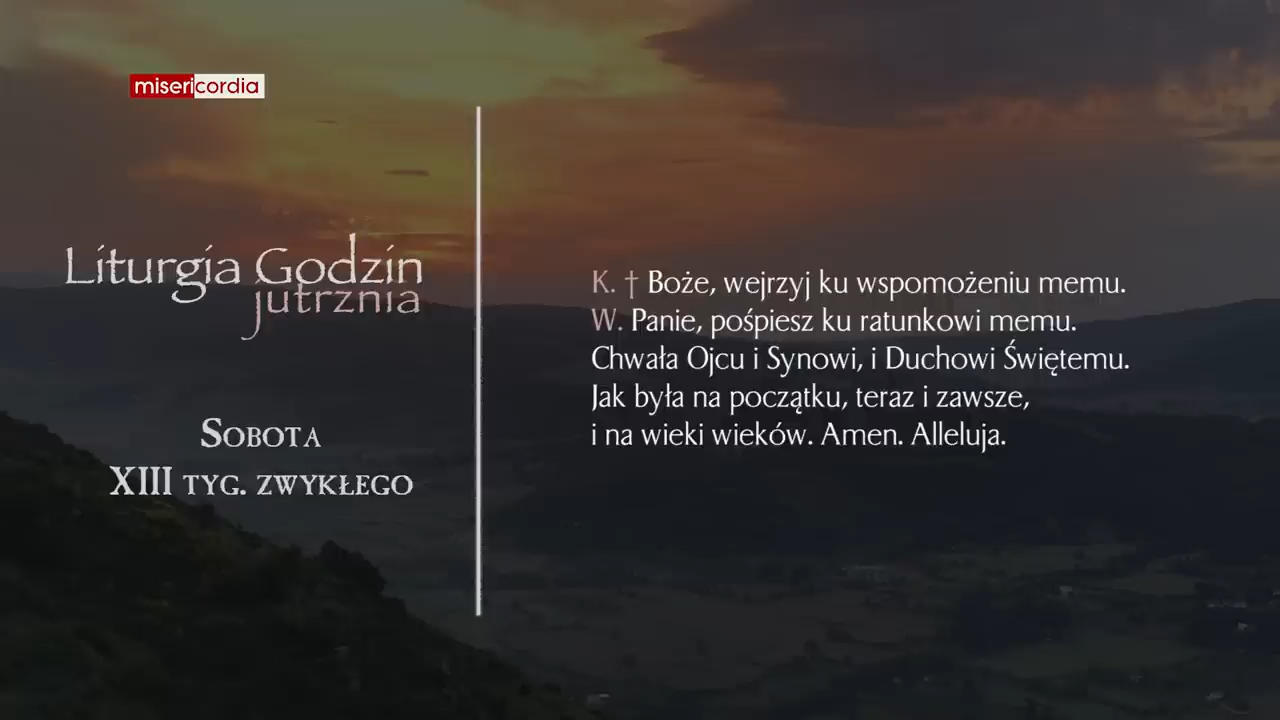 misericordia
Liturgia Godzin
jutrznia
Sobota
XIII tyg. zwykłego
K. † Boże, wejrzyj ku wspomożeniu memu.
W. Panie, pośpiesz ku ratunkowi memu.
Chwała Ojcu i Synowi, i Duchowi Świętemu.
Jak była na początku, teraz i zawsze,
i na wieki wieków. Amen. Alleluja.